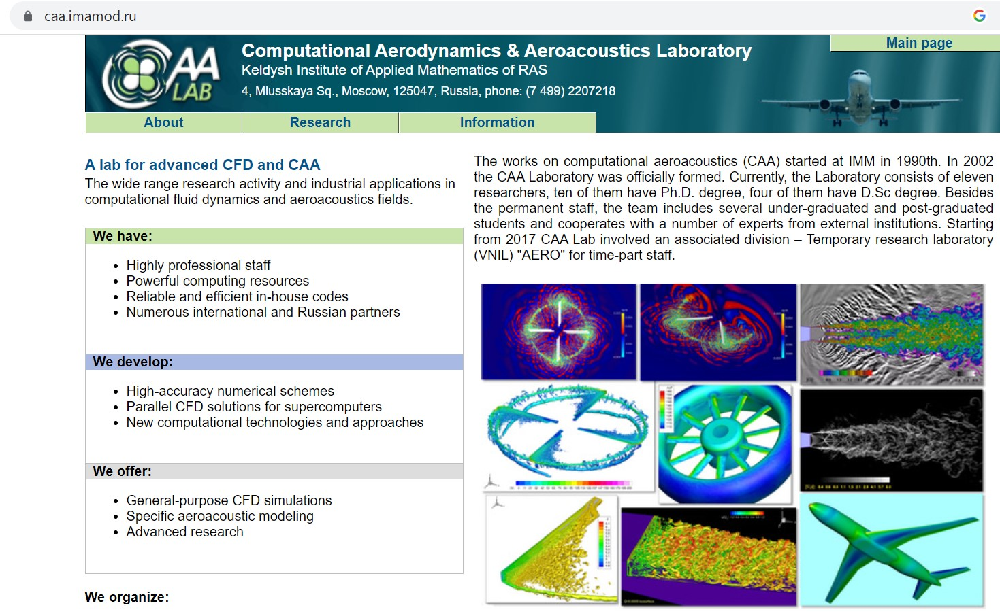 caa.imamod.ru
AA
LAB
Computational Aerodynamics & Aeroacoustics Laboratory
Keldysh Institute of Applied Mathematics of RAS
4, Miusskaya Sq., Moscow, 125047, Russia, phone: (7 499) 2207218
Main page
About
Research
Information
A lab for advanced CFD and CAA
The wide range research activity and industrial applications in
computational fluid dynamics and aeroacoustics fields.
We have:
• Highly professional staff
• Powerful computing resources
• Reliable and efficient in-house codes
• Numerous international and Russian partners
We develop:
• High-accuracy numerical schemes
• Parallel CFD solutions for supercomputers
• New computational technologies and approaches
We offer:
• General-purpose CFD simulations
• Specific aeroacoustic modeling
• Advanced research
We organize:
The works on computational aeroacoustics (CAA) started at IMM in 1990th. In 2002
the CAA Laboratory was officially formed. Currently, the Laboratory consists of eleven
researchers, ten of them have Ph.D. degree, four of them have D.Sc degree. Besides
the permanent staff, the team includes several under-graduated and post-graduated
students and cooperates with a number of experts from external institutions. Starting
from 2017 CAA Lab involved an associated division – Temporary research laboratory
(VNIL) "AERO" for time-part staff.